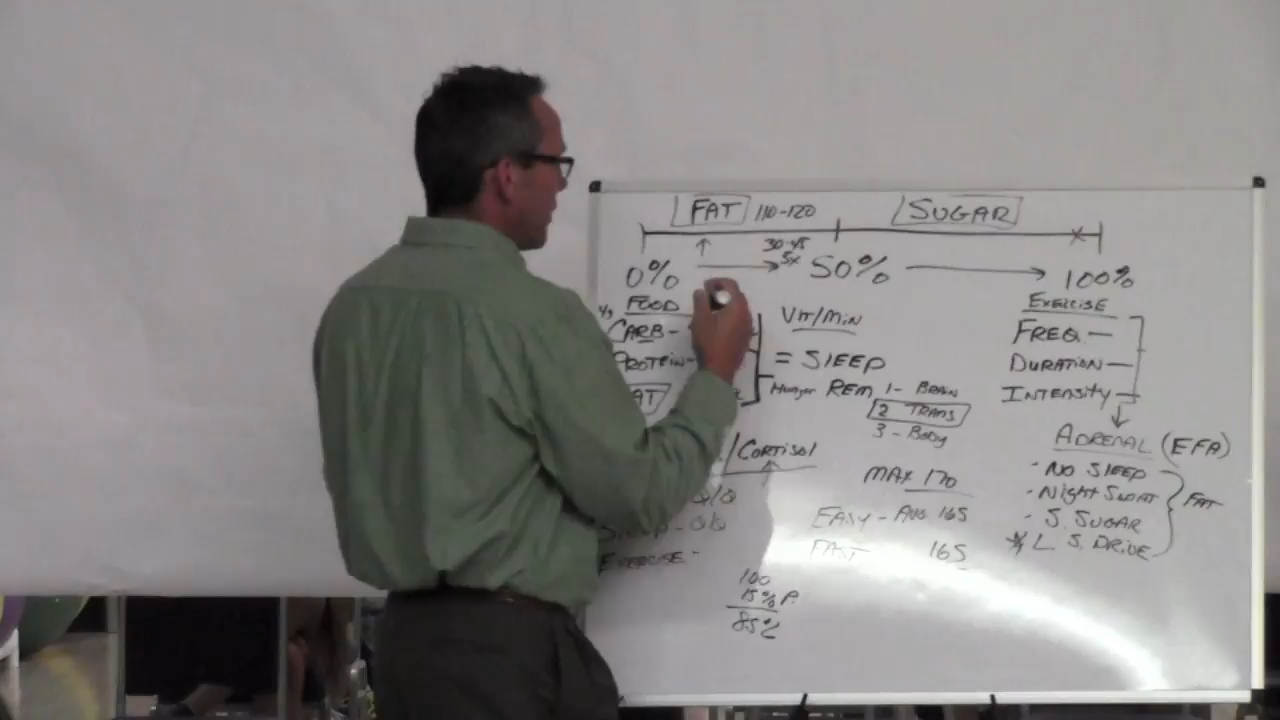 FAT 110-120 SUGAR
30-45
0% 5x 50% 100%
FOOD
CARB-
PROTEIN-
VIT/MIN
= SLEEP
Hunger REM 1- BRAIN
2 TRANS
3 - BODY
EXERCISE
FREQ. —
DURATION —
INTENSITY —
ADRENAL (EFA)
- NO SLEEP
- Night Sweat
- S. SUGAR
L. S. DRIVE
FAT
/CORTISOL
MAX 170
EASY - AVG 165
FAST 165
EXERCISE -
100
15% P.
85%